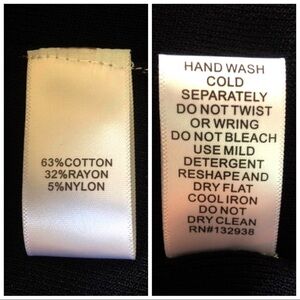 63%COTTON
32%RAYON
5%NYLON
HAND WASH
COLD
SEPARATELY
DO NOT TWIST
OR WRING
DO NOT BLEACH
USE MILD
DETERGENT
RESHAPE AND
DRY FLAT
COOL IRON
DO NOT
DRY CLEAN
RN#132938